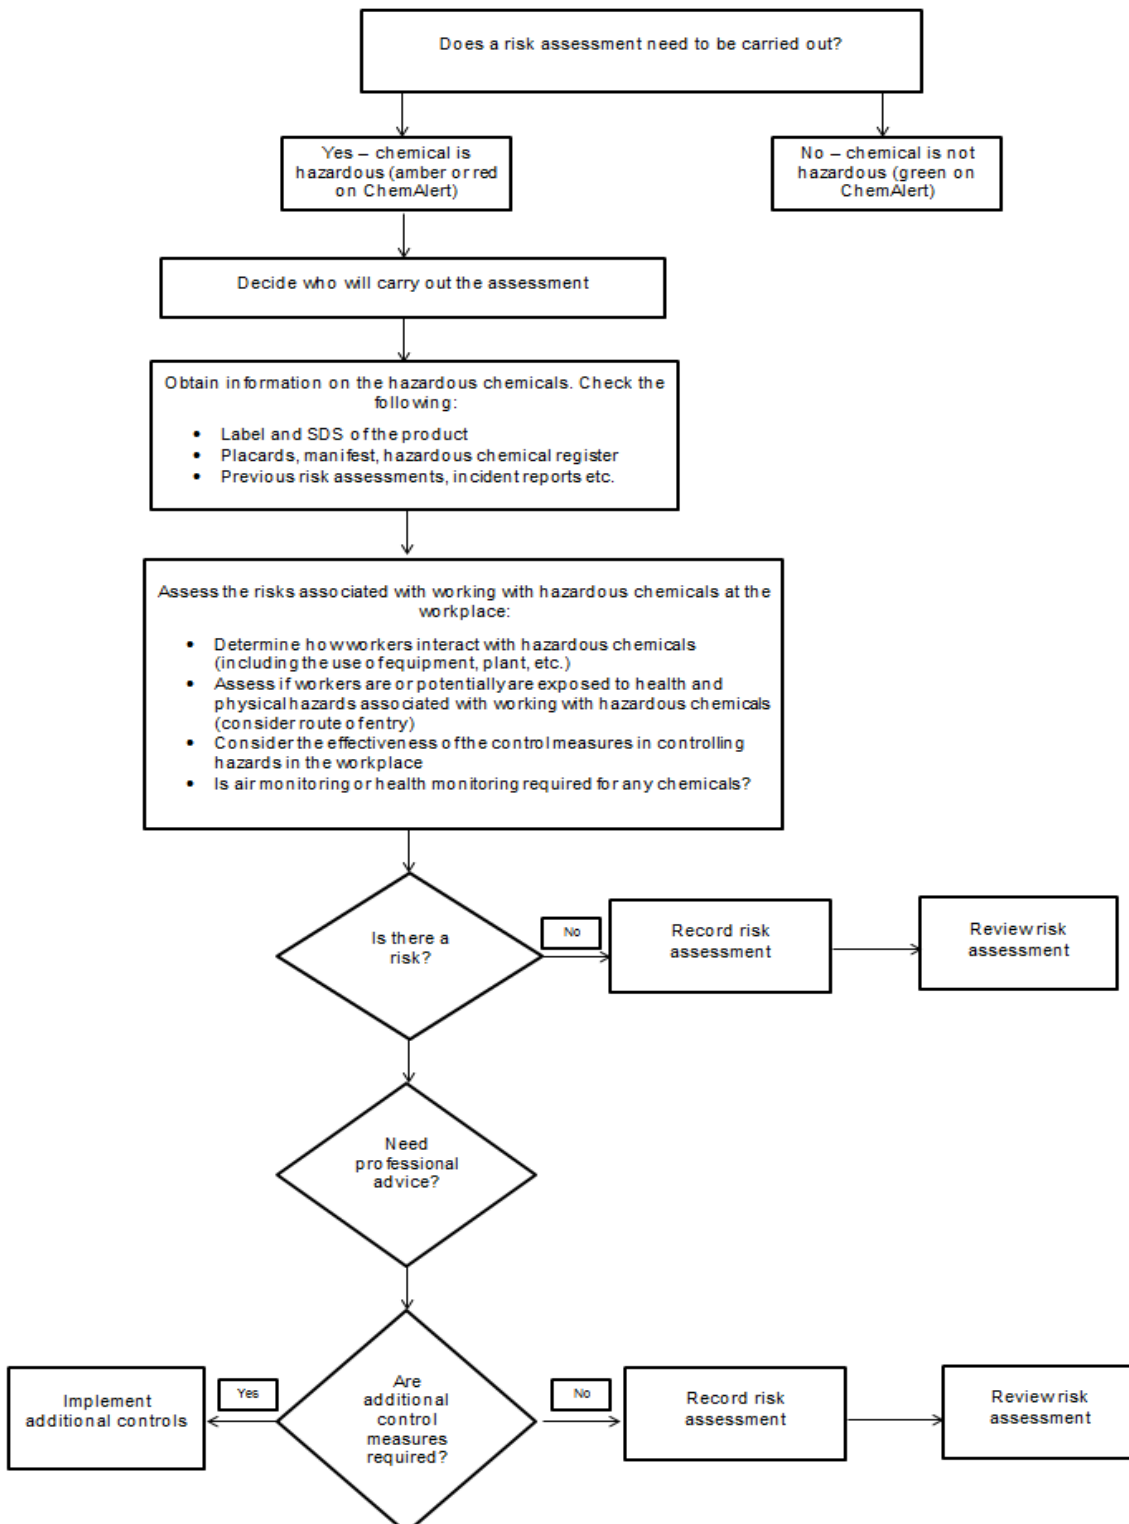 Does a risk assessment need to be carried out?
Yes – chemical is
hazardous (amber or red
on ChemAlert)
No – chemical is not
hazardous (green on
ChemAlert)
Decide who will carry out the assessment
Obtain information on the hazardous chemicals. Check the
following:
• Label and SDS of the product
• Placards, manifest, hazardous chemical register
• Previous risk assessments, incident reports etc.
Assess the risks associated with working with hazardous chemicals at the
workplace:
• Determine how workers interact with hazardous chemicals
(including the use of equipment, plant, etc.)
• Assess if workers are or potentially are exposed to health and
physical hazards associated with working with hazardous chemicals
(consider route of entry)
• Consider the effectiveness of the control measures in controlling
hazards in the workplace
• Is air monitoring or health monitoring required for any chemicals?
Is there a
risk?
No
Record risk
assessment
Review risk
assessment
Need
professional
advice?
Are
additional
control
measures
required?
Yes
Implement
additional controls
No
Record risk
assessment
Review risk
assessment